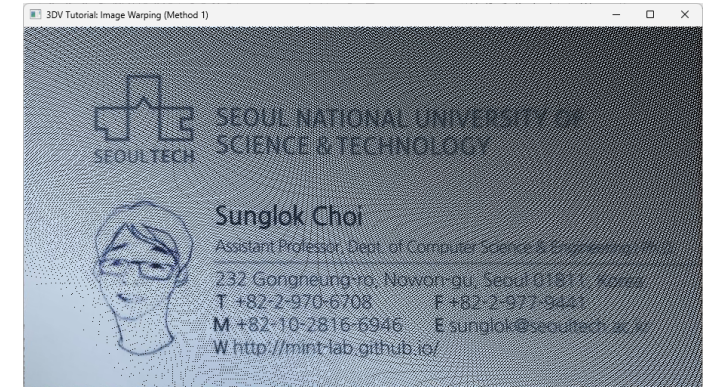 3DV Tutorial: Image Warping (Method 1)
SEOULTECH
SEOUL NATIONAL UNIVERSITY OF
SCIENCE & TECHNOLOGY
Sunglok Choi
Assistant Professor, Dept. of Computer Science & Engineering
232 Gongneung-ro, Nowon-gu, Seoul 01811, Korea
T +82-2-970-6708 F +82-2-977-9441
M +82-10-2816-6946 E sunglok@seoultech.ac.kr
W http://mint-lab.github.io/